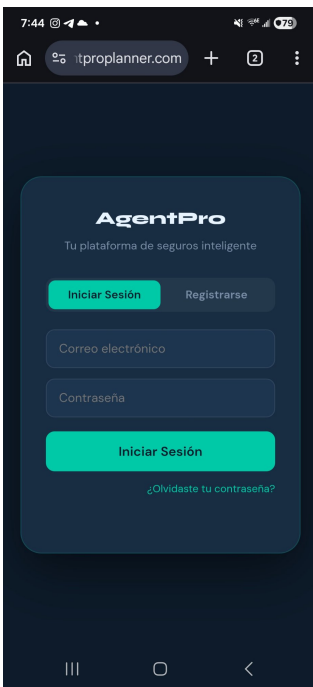 7:44
79
ntproplanner.com
2
AgentPro
Tu plataforma de seguros inteligente
Iniciar Sesión Registrarse
Correo electrónico
Contraseña
Iniciar Sesión
¿Olvidaste tu contraseña?